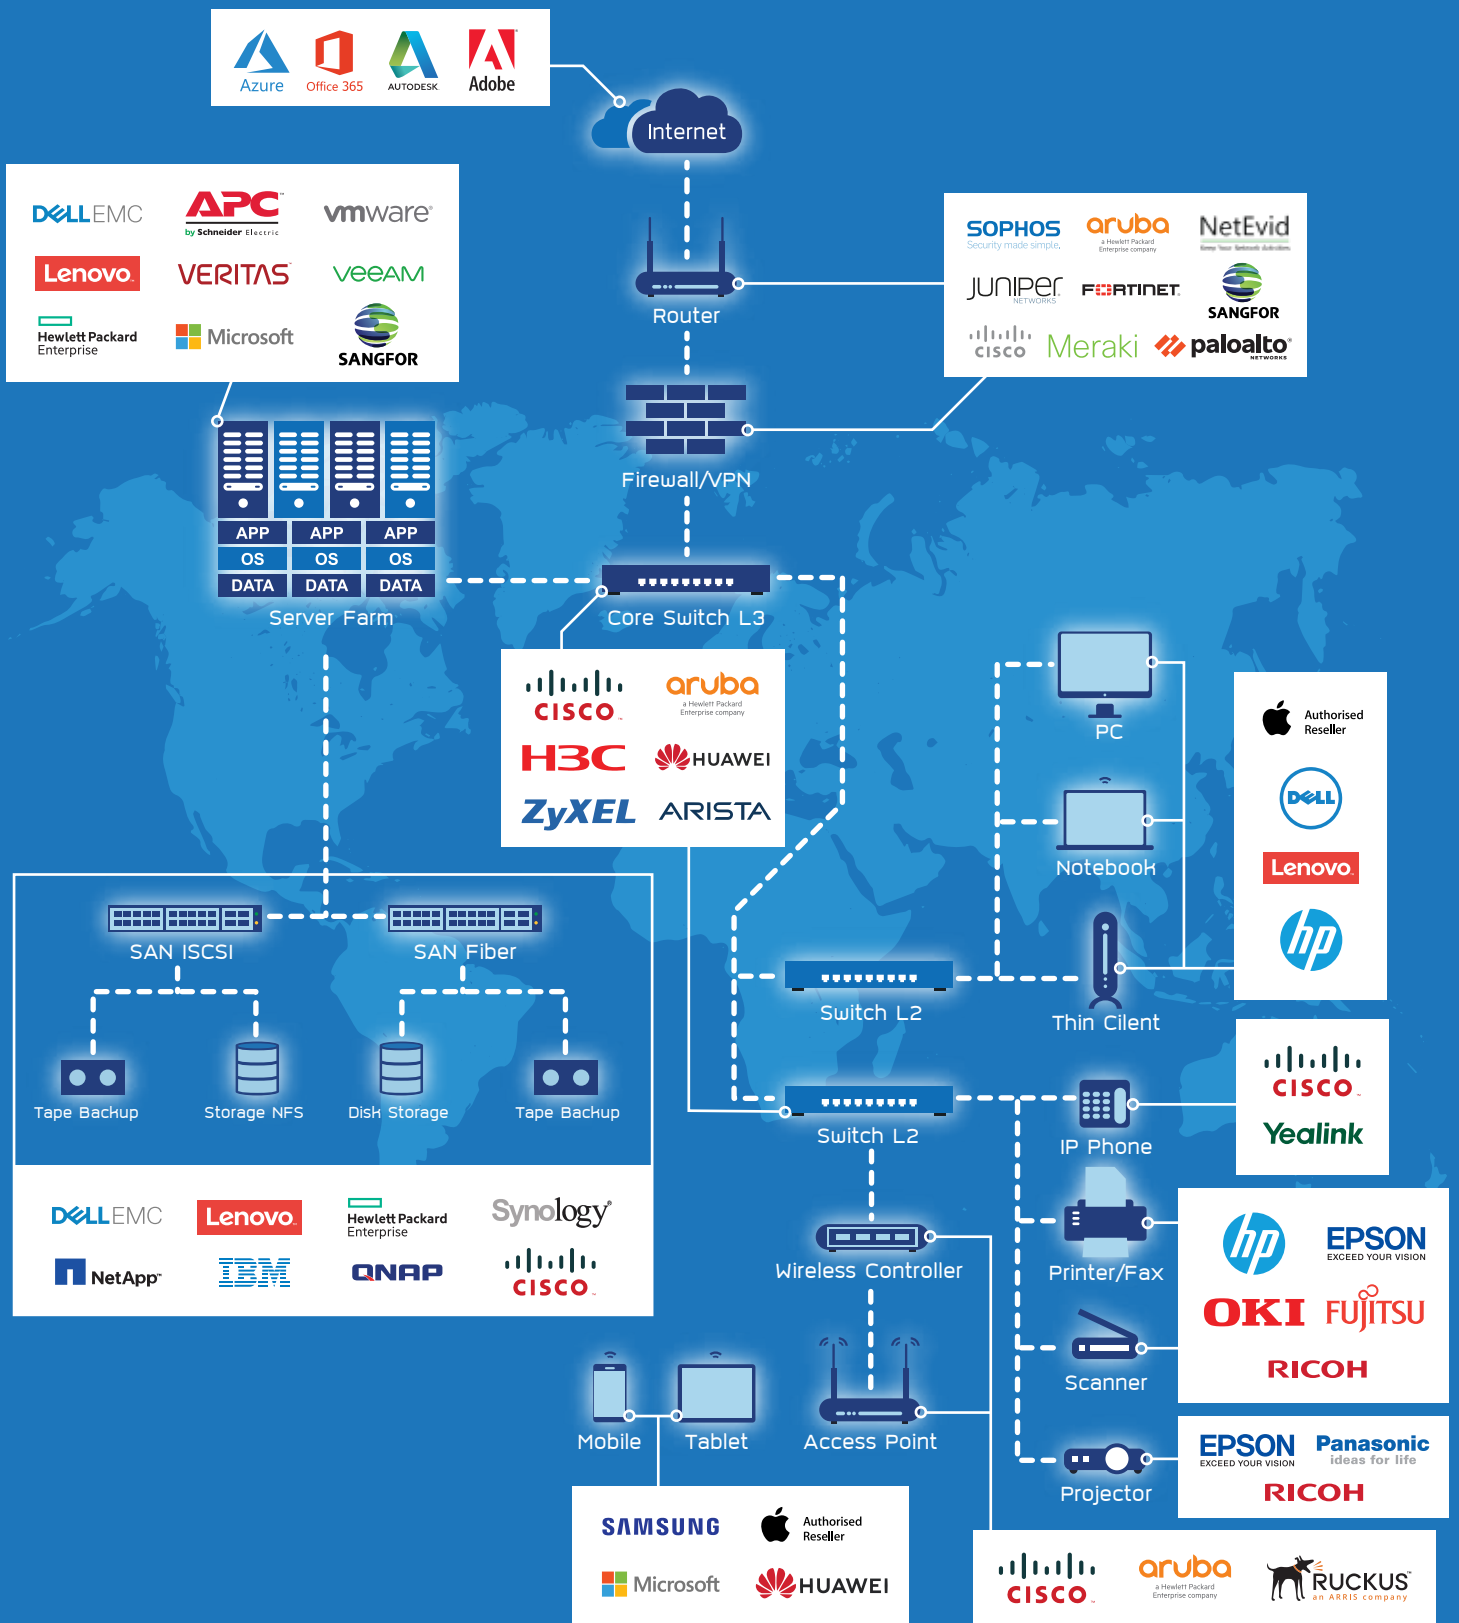 Azure
Office 365
AUTODESK
Adobe
Internet
DELL EMC
APC
by Schneider Electric
vmware
Lenovo
VERITAS
veeAM
Hewlett Packard
Enterprise
Microsoft
SANGFOR
SOPHOS
Security made simple.
aruba
a Hewlett Packard
Enterprise company
NetEvid
JUNIPER
NETWORKS
FORTINET
SANGFOR
CISCO
Meraki
paloalto
NETWORKS
Router
Firewall/VPN
APP APP APP
OS OS OS
DATA DATA DATA
Server Farm
Core Switch L3
CISCO
aruba
a Hewlett Packard
Enterprise company
H3C
HUAWEI
ZyXEL
ARISTA
PC
Notebook
Thin Cilent
Authorised
Reseller
DELL
Lenovo
hp
SAN ISCSI
SAN Fiber
Tape Backup
Storage NFS
Disk Storage
Tape Backup
DELL EMC
Lenovo
Hewlett Packard
Enterprise
Synology
NetApp
IBM
QNAP
CISCO
Switch L2
Switch L2
IP Phone
CISCO
Yealink
Wireless Controller
Printer/Fax
hp
EPSON
EXCEED YOUR VISION
OKI
FUJITSU
RICOH
Scanner
Mobile
Tablet
Access Point
Projector
EPSON
EXCEED YOUR VISION
Panasonic
ideas for life
RICOH
SAMSUNG
Authorised
Reseller
Microsoft
HUAWEI
CISCO
aruba
a Hewlett Packard
Enterprise company
RUCKUS
an ARRIS company